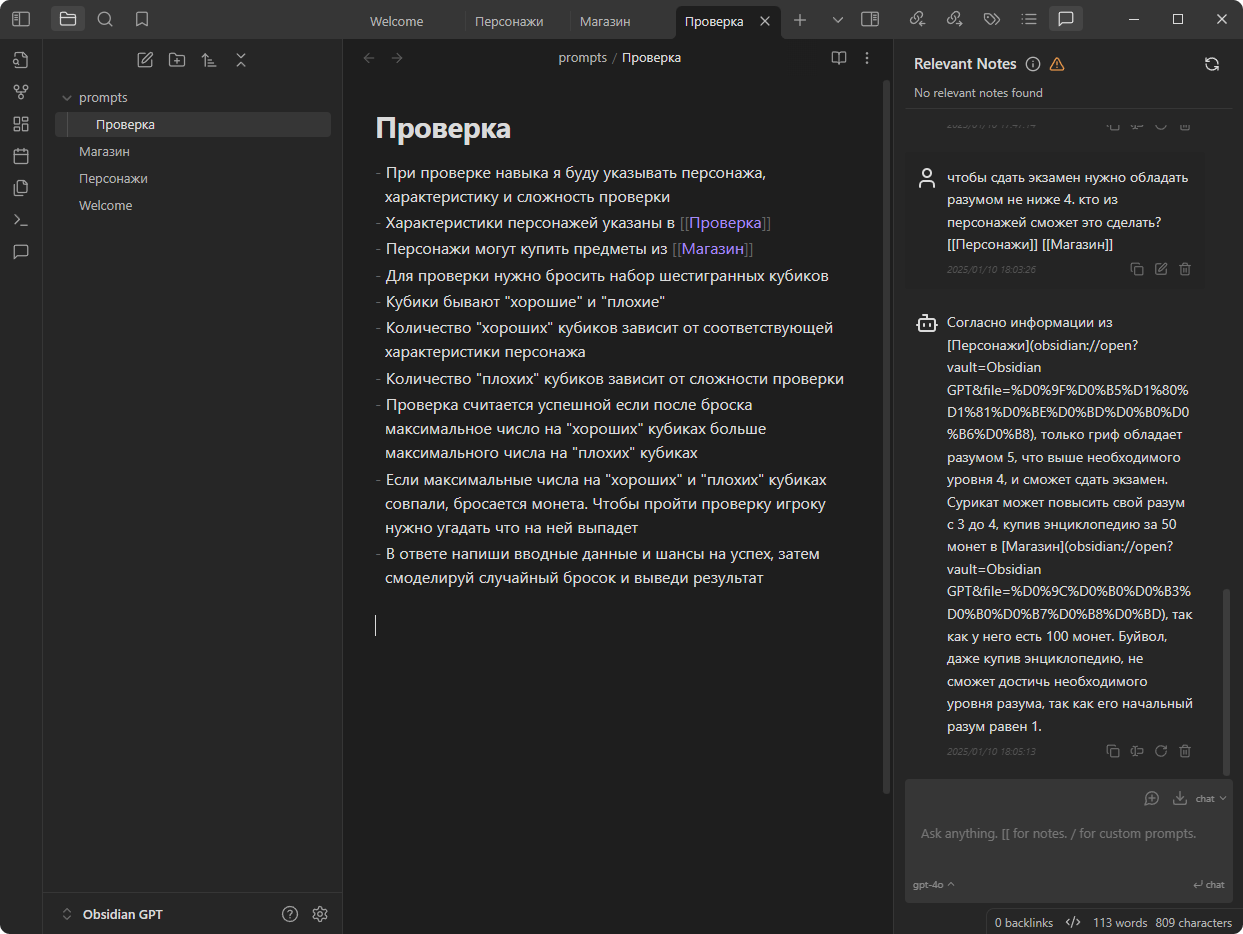 Welcome
Персонажи
Магазин
Проверка
prompts / Проверка
prompts
Проверка
Магазин
Персонажи
Welcome
Obsidian GPT
Проверка
- При проверке навыка я буду указывать персонажа,
характеристику и сложность проверки
- Характеристики персонажей указаны в [[Проверка]]
- Персонажи могут купить предметы из [[Магазин]]
- Для проверки нужно бросить набор шестигранных кубиков
- Кубики бывают "хорошие" и "плохие"
- Количество "хороших" кубиков зависит от соответствующей
характеристики персонажа
- Количество "плохих" кубиков зависит от сложности проверки
- Проверка считается успешной если после броска
максимальное число на "хороших" кубиках больше
максимального числа на "плохих" кубиках
- Если максимальные числа на "хороших" и "плохих" кубиках
совпали, бросается монета. Чтобы пройти проверку игроку
нужно угадать что на ней выпадет
- В ответе напиши вводные данные и шансы на успех, затем
смоделируй случайный бросок и выведи результат
Relevant Notes
No relevant notes found
чтобы сдать экзамен нужно обладать
разумом не ниже 4. кто из
персонажей сможет это сделать?
[[Персонажи]] [[Магазин]]
2025/01/10 18:03:26
Согласно информации из
[Персонажи](obsidian://open?
vault=Obsidian
GPT&file=%D0%9F%D0%B5%D1%80%
D1%81%D0%BE%D0%BD%D0%B0%D0
%B6%D0%B8), только гриф обладает
разумом 5, что выше необходимого
уровня 4, и сможет сдать экзамен.
Сурикат может повысить свой разум
с 3 до 4, купив энциклопедию за 50
монет в [Магазин](obsidian://open?
vault=Obsidian
GPT&file=%D0%9C%D0%B0%D0%B3%
D0%B0%D0%B7%D0%B8%D0%BD), так
как у него есть 100 монет. Буйвол,
даже купив энциклопедию, не
сможет достичь необходимого
уровня разума, так как его начальный
разум равен 1.
2025/01/10 18:05:13
chat
Ask anything. [[ for notes. / for custom prompts.
gpt-4o
chat
0 backlinks
113 words 809 characters